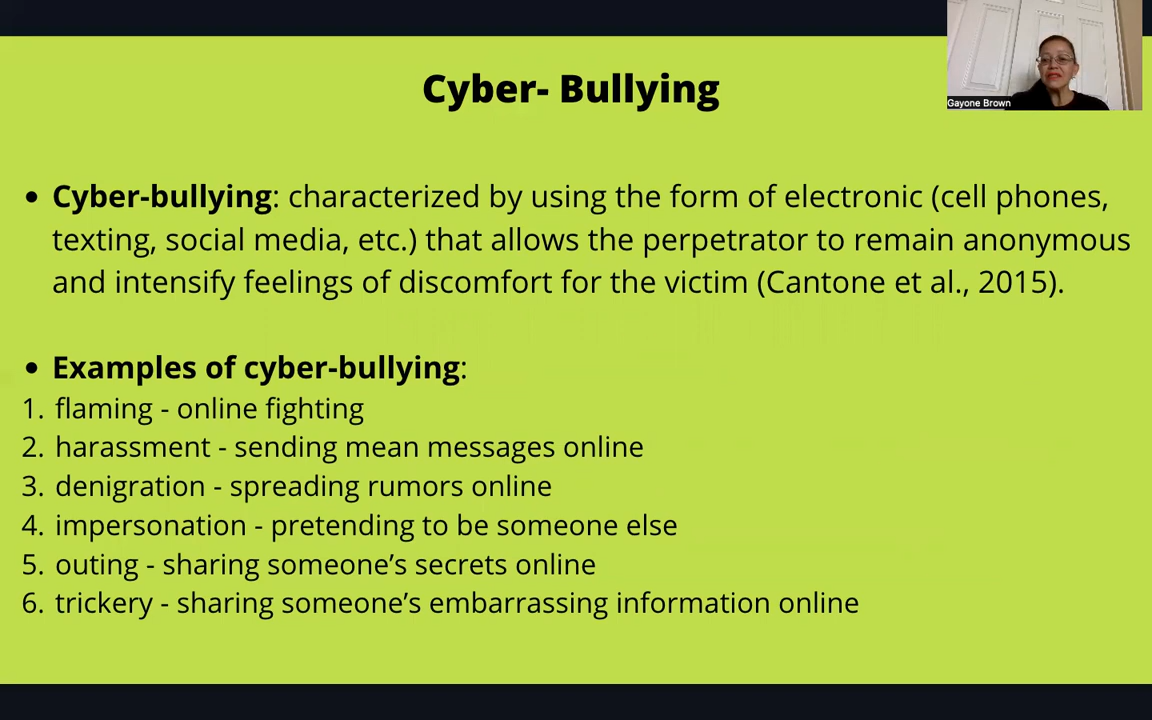 Cyber- Bullying
Gayone Brown
• Cyber-bullying: characterized by using the form of electronic (cell phones,
texting, social media, etc.) that allows the perpetrator to remain anonymous
and intensify feelings of discomfort for the victim (Cantone et al., 2015).
• Examples of cyber-bullying:
1. flaming - online fighting
2. harassment - sending mean messages online
3. denigration - spreading rumors online
4. impersonation - pretending to be someone else
5. outing - sharing someone’s secrets online
6. trickery - sharing someone’s embarrassing information online